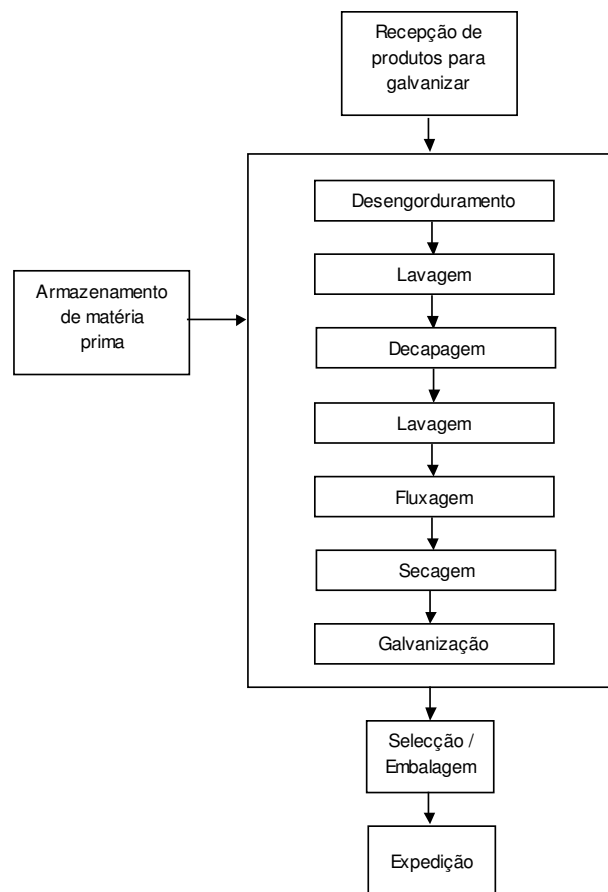 Recepção de
produtos para
galvanizar
Desengorduramento
Lavagem
Armazenamento
de matéria
prima
Decapagem
Lavagem
Fluxagem
Secagem
Galvanização
Selecção /
Embalagem
Expedição